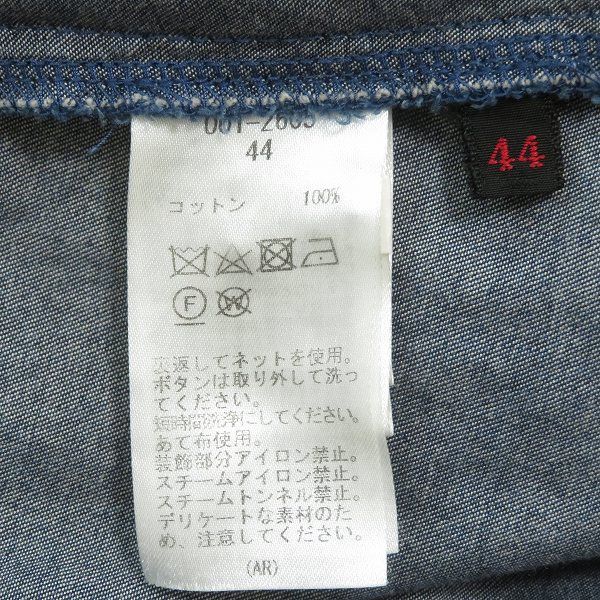 001-2605
44
44
コットン 100%
F
W
裏返してネットを使用。
ボタンは取り外して洗っ
てください。
短時間洗浄にしてください。
あて布使用。
装飾部分アイロン禁止。
スチームアイロン禁止。
スチームトンネル禁止。
デリケートな素材のた
め、注意してください。
(AR)